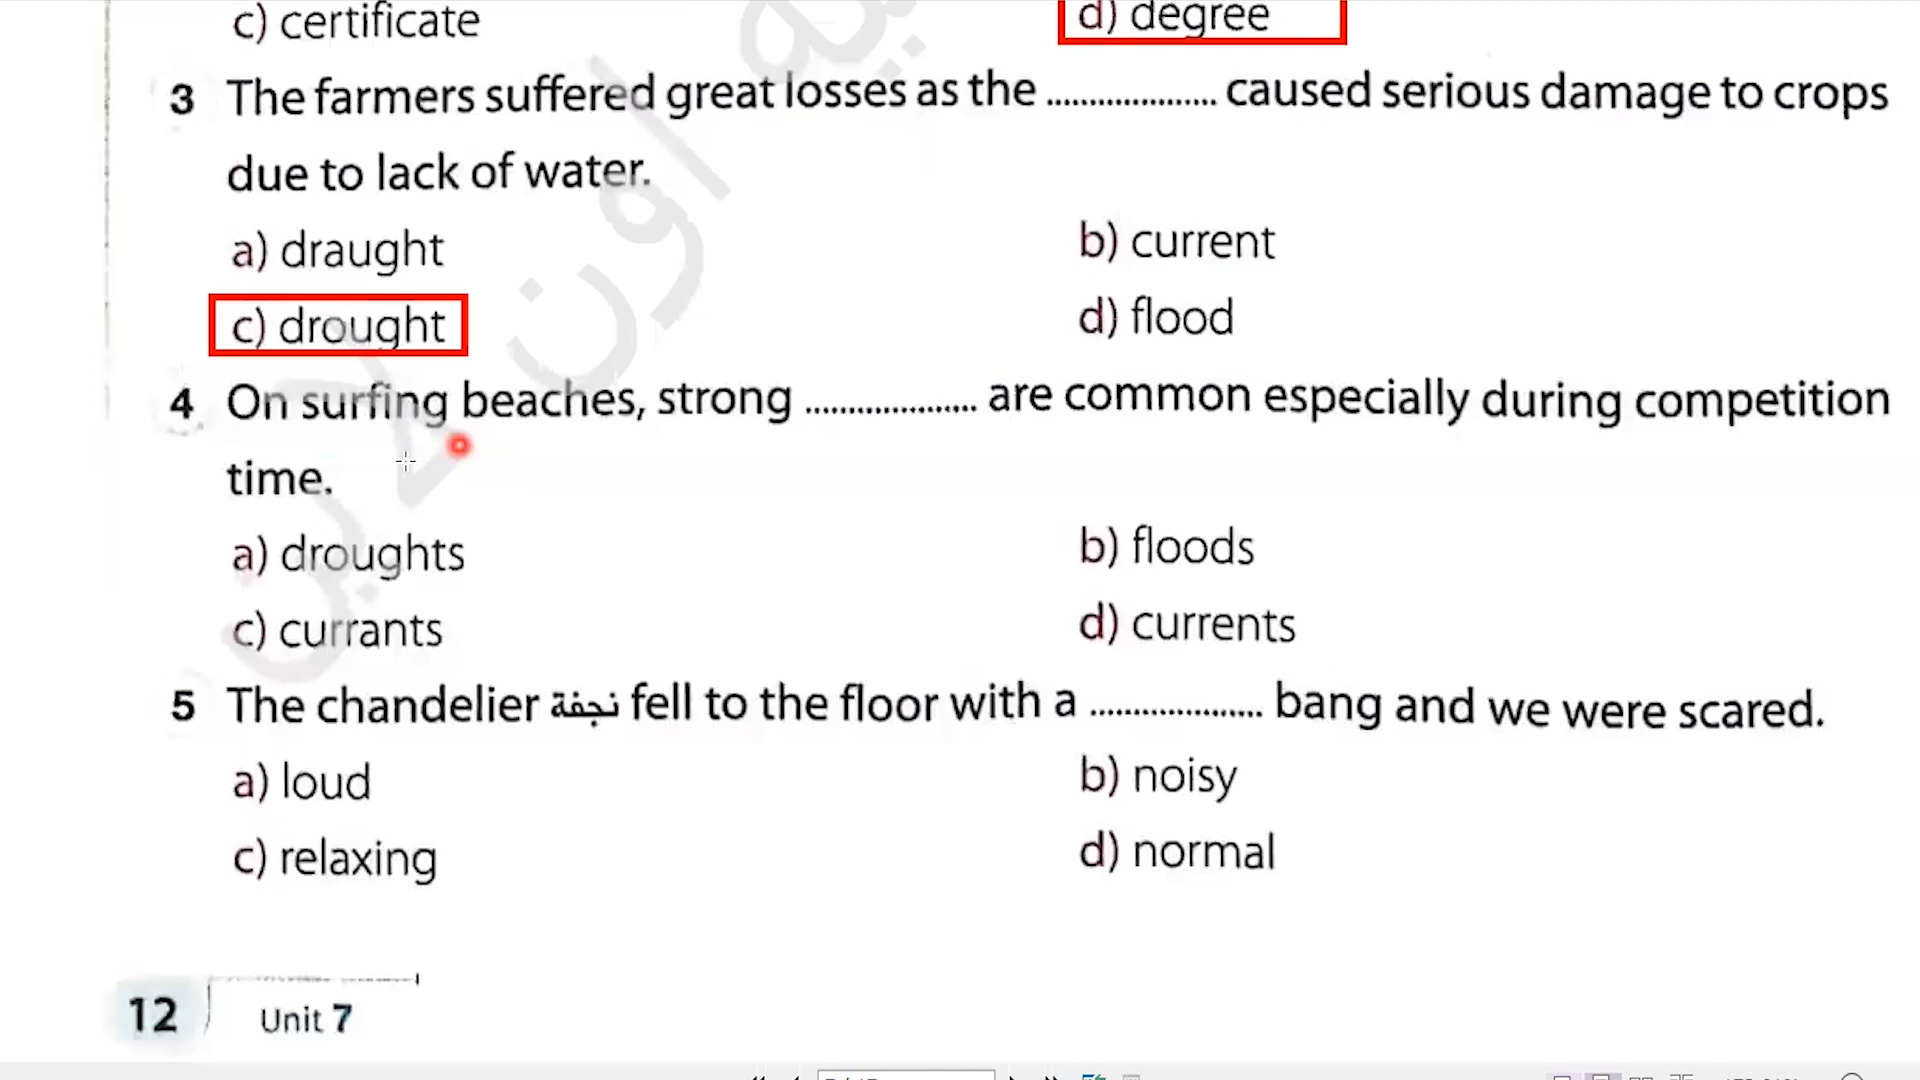 c) certificate
d) degree
3 The farmers suffered great losses as the .................... caused serious damage to crops
due to lack of water.
a) draught
b) current
c) drought
d) flood
4 On surfing beaches, strong .................... are common especially during competition
time.
a) droughts
b) floods
c) currants
d) currents
5 The chandelier نجفة fell to the floor with a .................... bang and we were scared.
a) loud
b) noisy
c) relaxing
d) normal
12 Unit 7